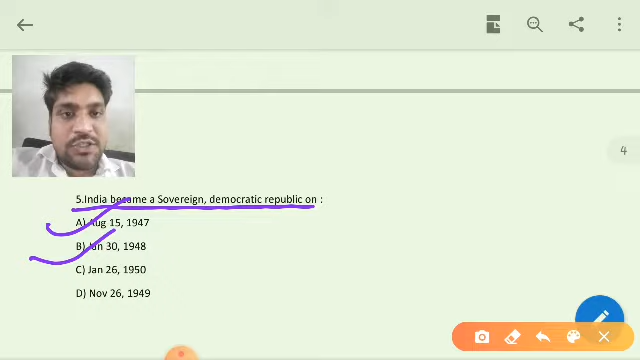 4
5.India became a Sovereign, democratic republic on :
A) Aug 15, 1947
B) Jan 30, 1948
C) Jan 26, 1950
D) Nov 26, 1949